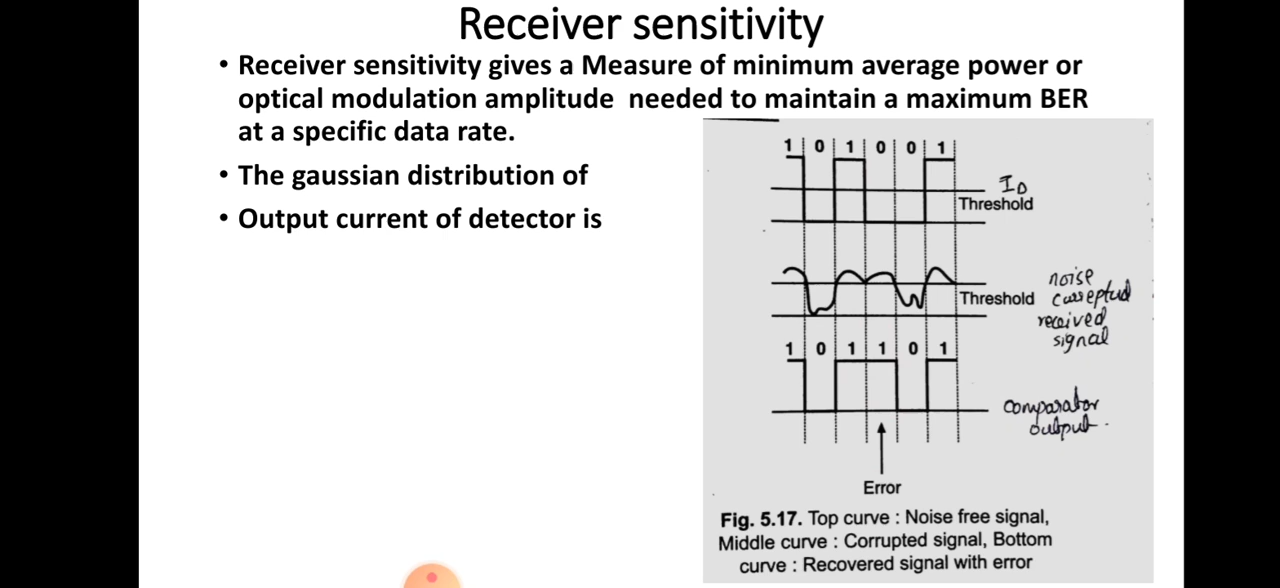 Receiver sensitivity
• Receiver sensitivity gives a Measure of minimum average power or
optical modulation amplitude needed to maintain a maximum BER
at a specific data rate.
• The gaussian distribution of
• Output current of detector is
1 0 1 0 0 1
ID
Threshold
Threshold
noise
received
signal
1 0 1 1 0 1
comparator
output.
Error
Fig. 5.17. Top curve : Noise free signal,
Middle curve : Corrupted signal, Bottom
curve : Recovered signal with error